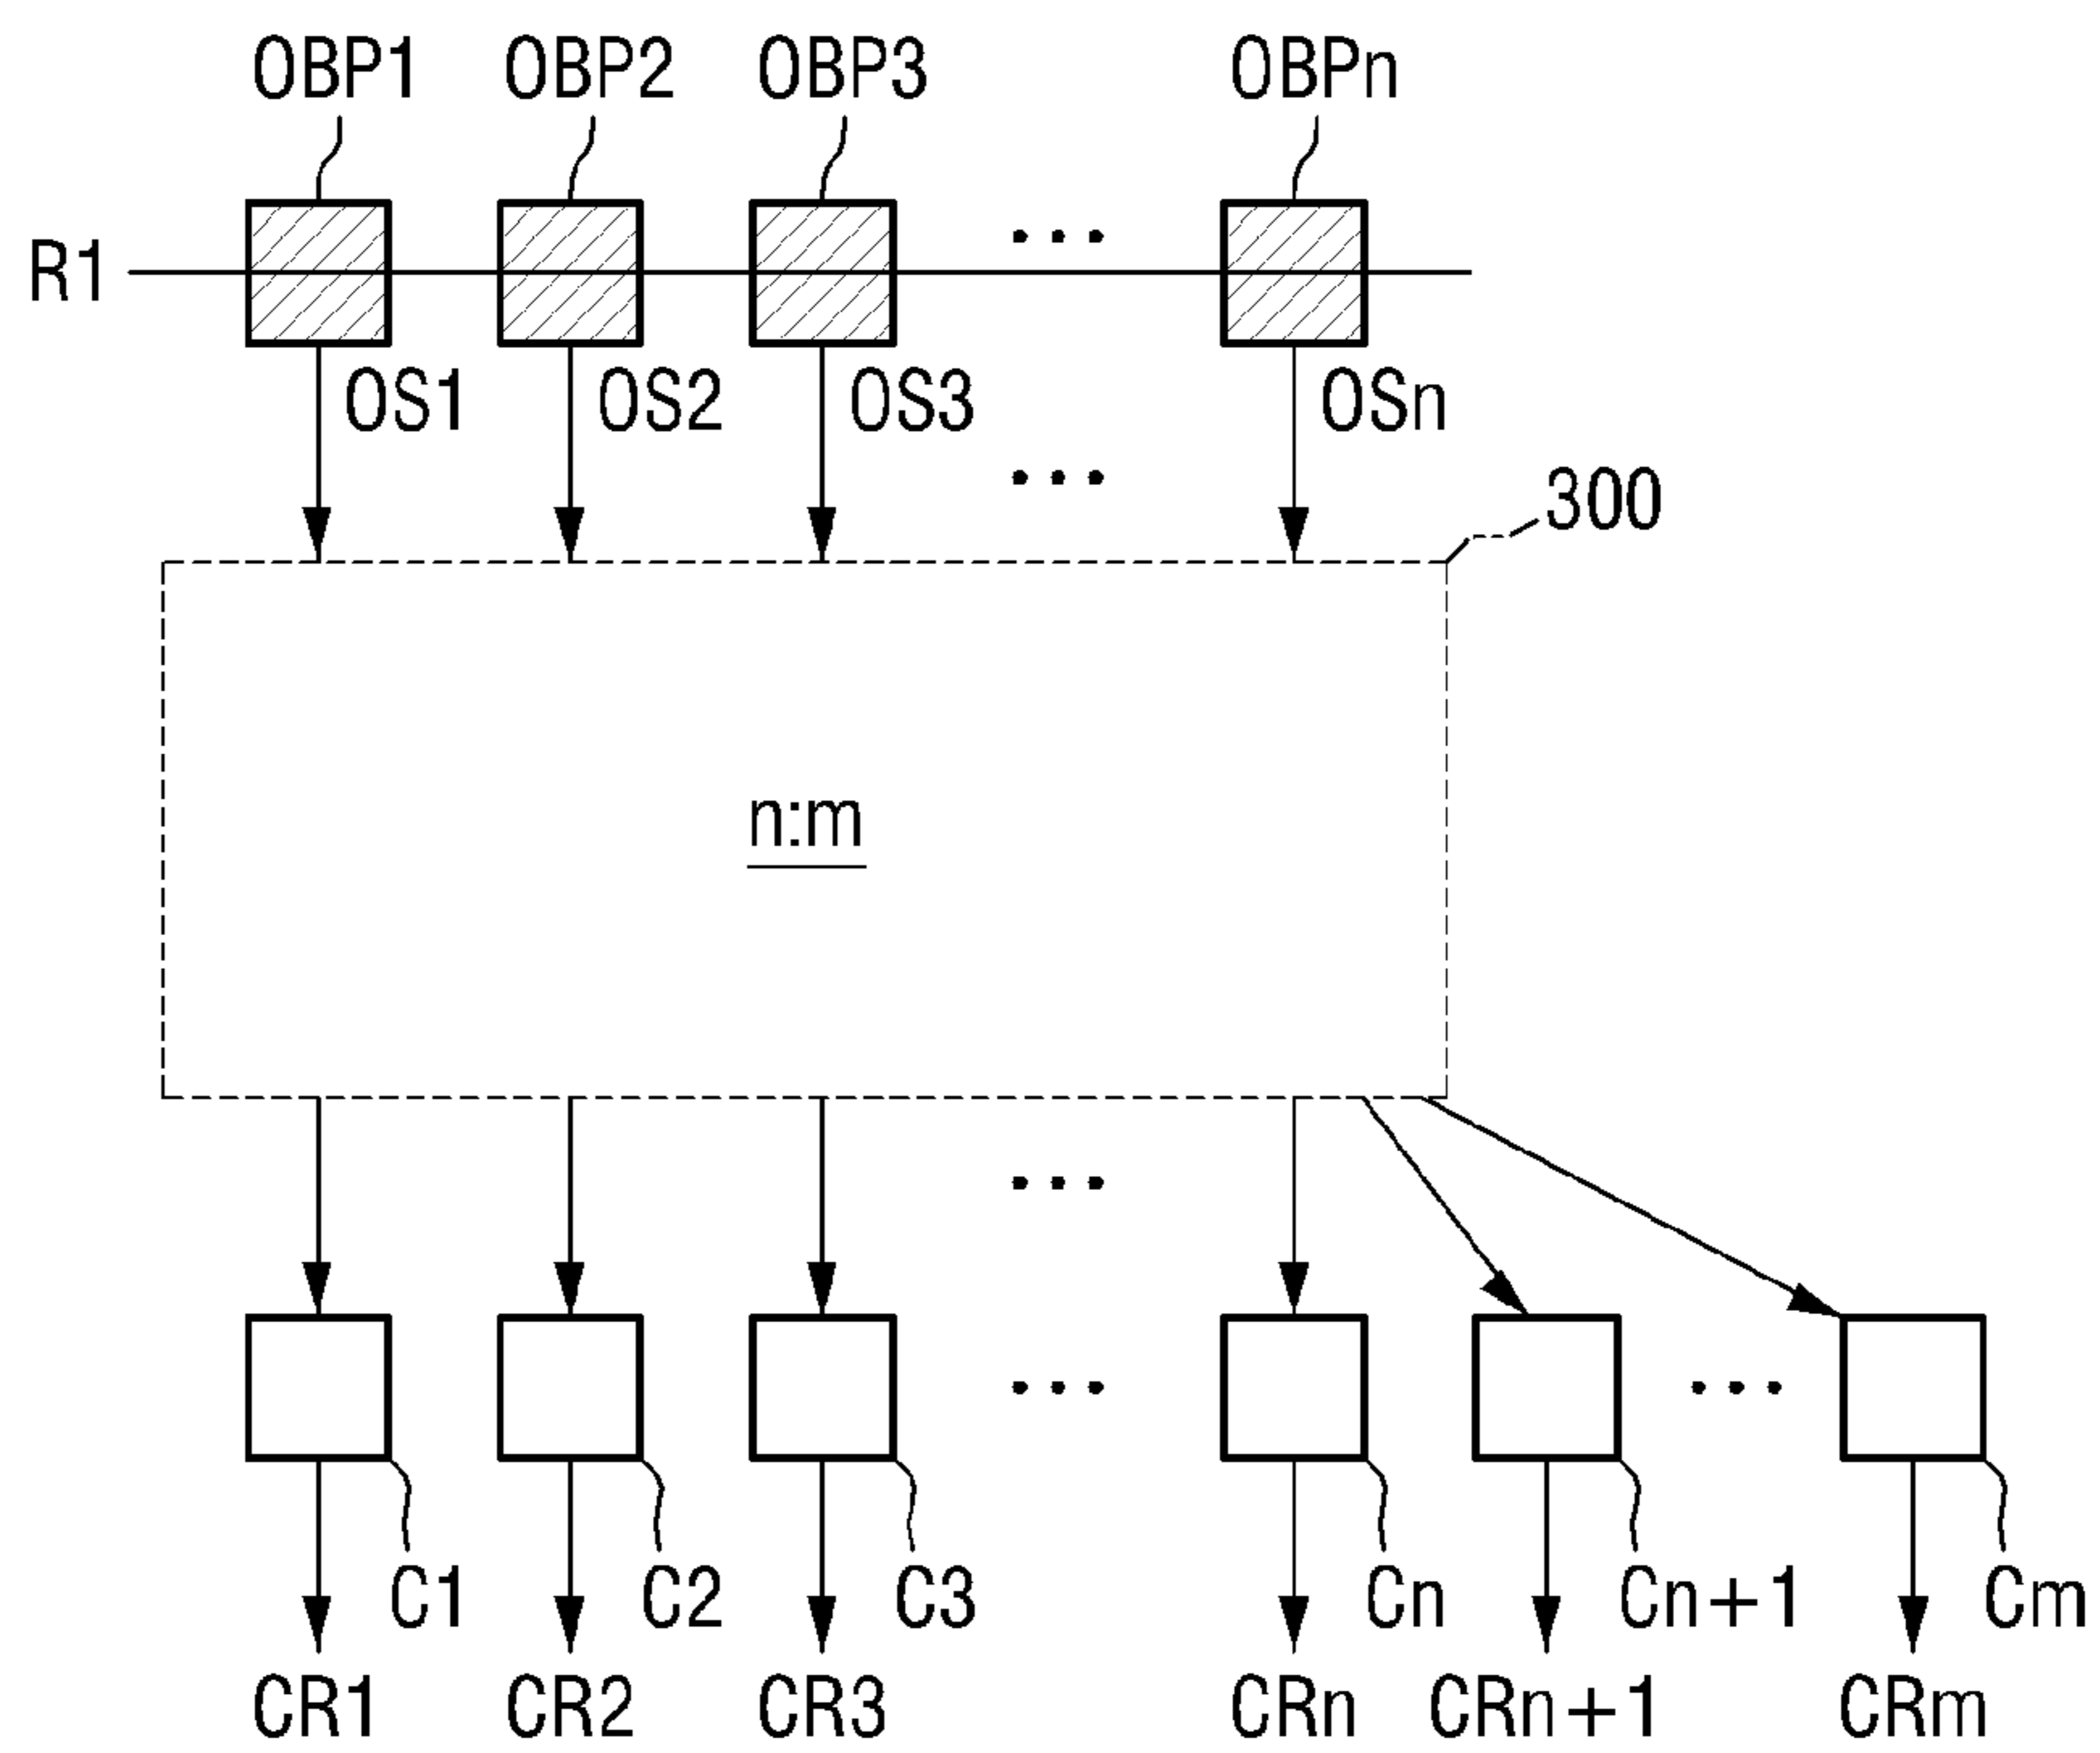 OBP1 OBP2 OBP3 OBPn
R1
OS1 OS2 OS3 OSn
300
n:m
C1 C2 C3 Cn Cn+1 Cm
CR1 CR2 CR3 CRn CRn+1 CRm